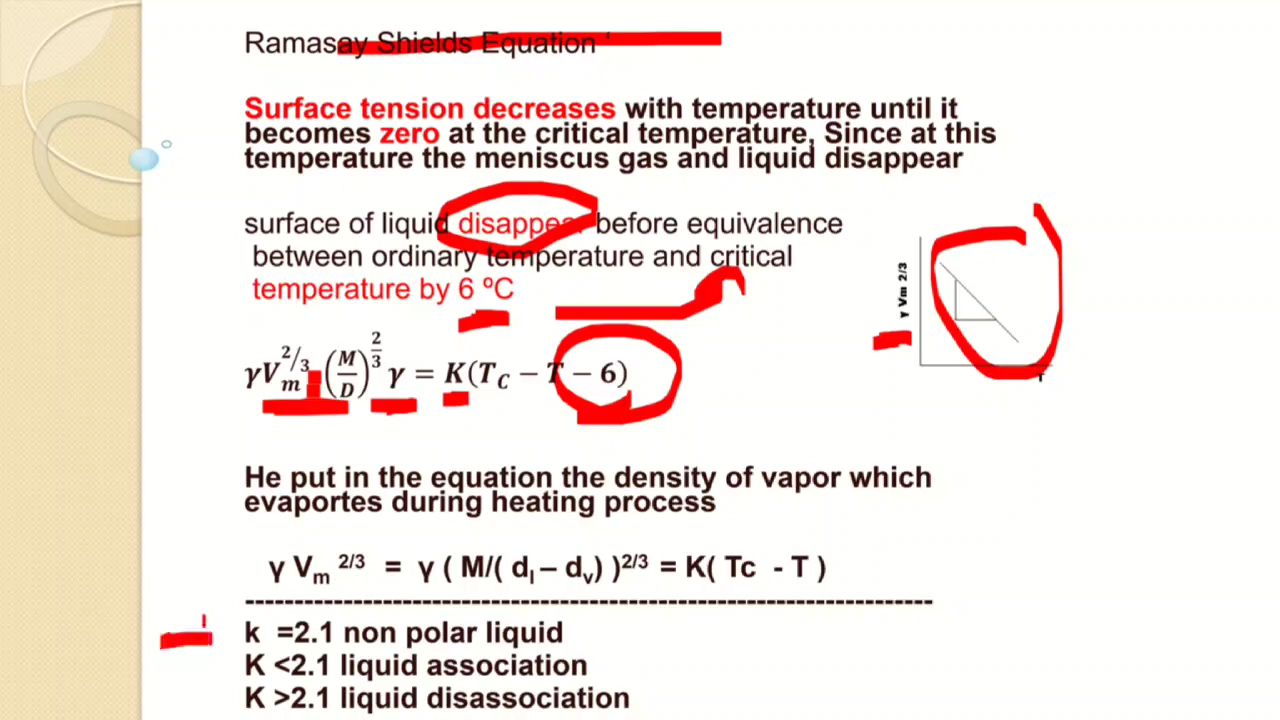 Ramasay Shields Equation ‘
Surface tension decreases with temperature until it
becomes zero at the critical temperature, Since at this
temperature the meniscus gas and liquid disappear
surface of liquid disappear before equivalence
between ordinary temperature and critical
temperature by 6 ºC
γ Vm 2/3
T
γV_m^{2/3} (M/D)^{2/3} γ = K(T_C − T − 6)
He put in the equation the density of vapor which
evaportes during heating process
γ V_m ^{2/3} = γ ( M/( d_l – d_v) )^{2/3} = K( Tc - T )
-----------------------------------------------------------------------
k =2.1 non polar liquid
K <2.1 liquid association
K >2.1 liquid disassociation